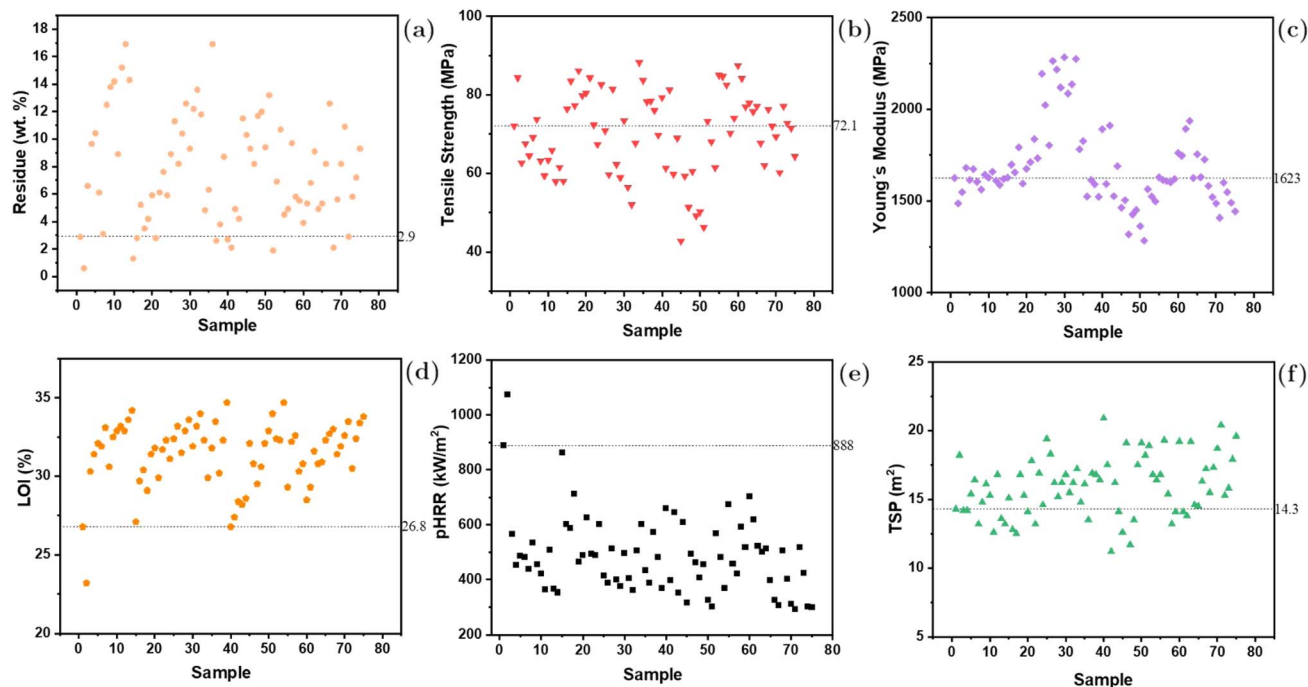 (a)
Residue (wt. %)
18
16
14
12
10
8
6
4
2
0
2.9
0 10 20 30 40 50 60 70 80
Sample
(b)
Tensile Strength (MPa)
100
80
60
40
72.1
0 10 20 30 40 50 60 70 80
Sample
(c)
Young´s Modulus (MPa)
2500
2000
1500
1000
1623
0 10 20 30 40 50 60 70 80
Sample
(d)
LOI (%)
35
30
25
20
26.8
0 10 20 30 40 50 60 70 80
Sample
(e)
pHRR (kW/m²)
1200
1000
800
600
400
200
888
0 10 20 30 40 50 60 70 80
Sample
(f)
TSP (m²)
25
20
15
10
5
14.3
0 10 20 30 40 50 60 70 80
Sample